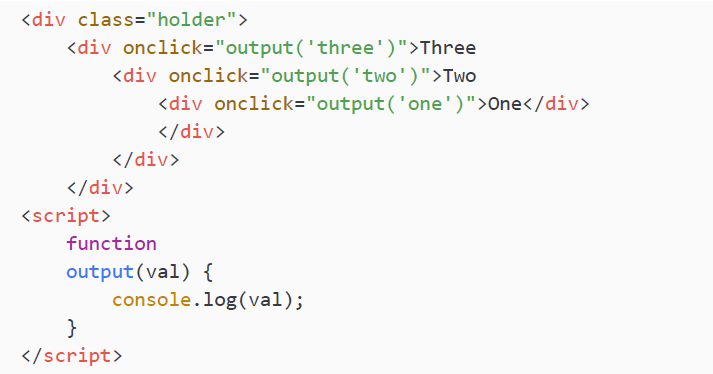 <div class="holder">
    <div onclick="output('three')">Three
        <div onclick="output('two')">Two
            <div onclick="output('one')">One</div>
            </div>
        </div>
    </div>
<script>
    function
    output(val) {
        console.log(val);
    }
</script>